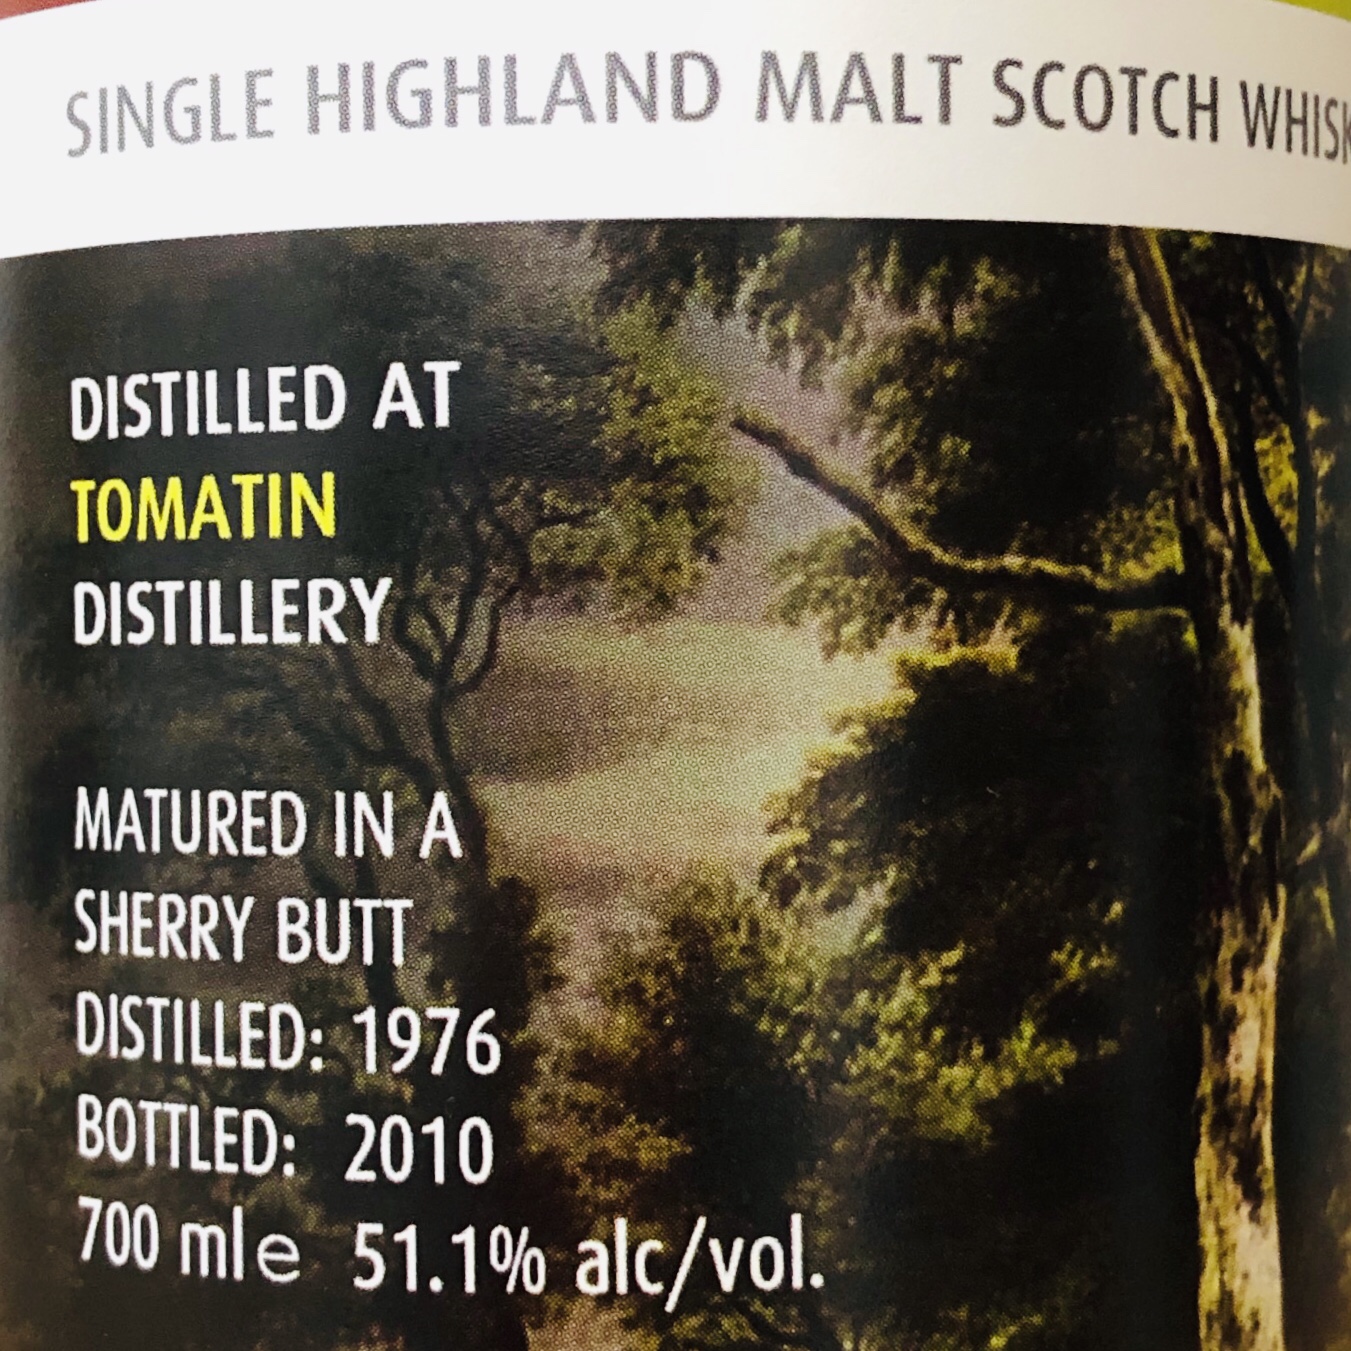 SINGLE HIGHLAND MALT SCOTCH WHISK
DISTILLED AT
TOMATIN
DISTILLERY
MATURED IN A
SHERRY BUTT
DISTILLED: 1976
BOTTLED: 2010
700 ml e 51.1% alc/vol.